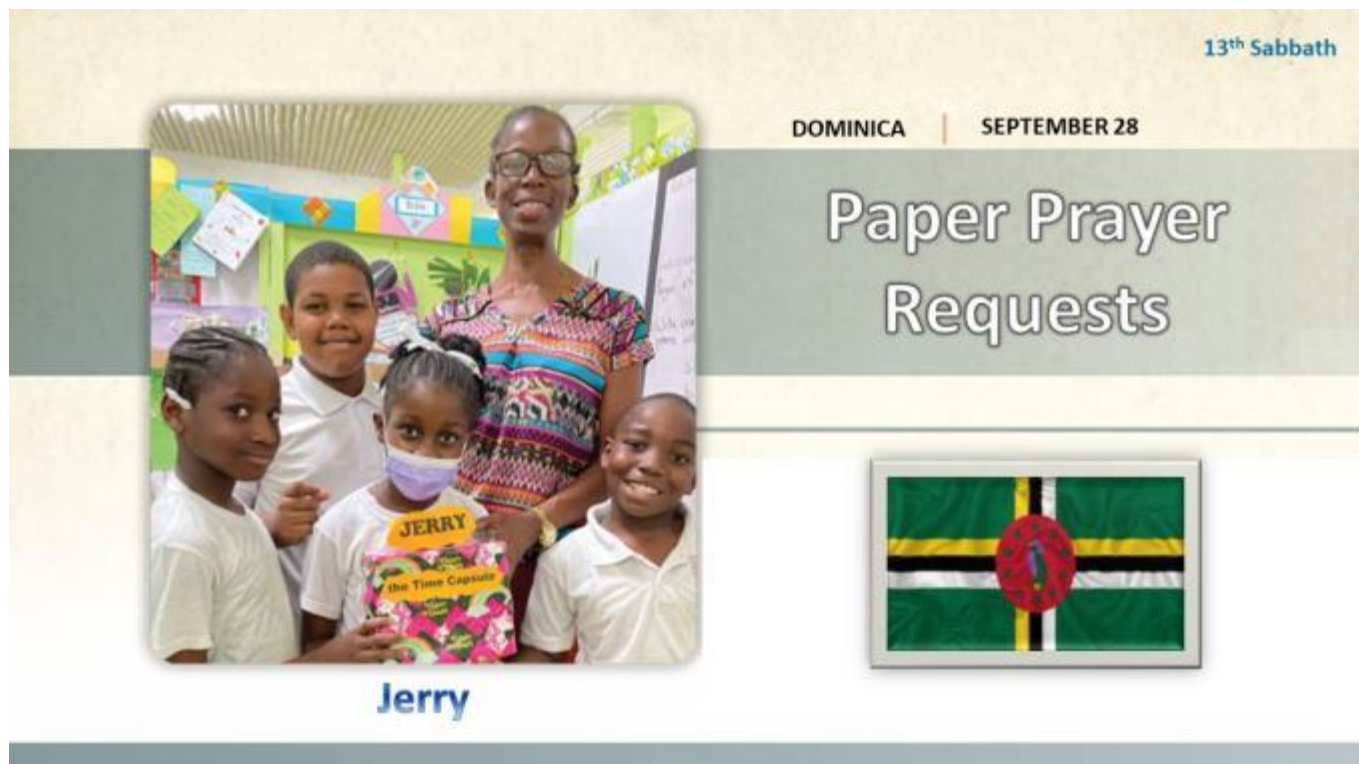 13th Sabbath
DOMINICA | SEPTEMBER 28
Paper Prayer
Requests
JERRY
the Time Capsule
Jerry